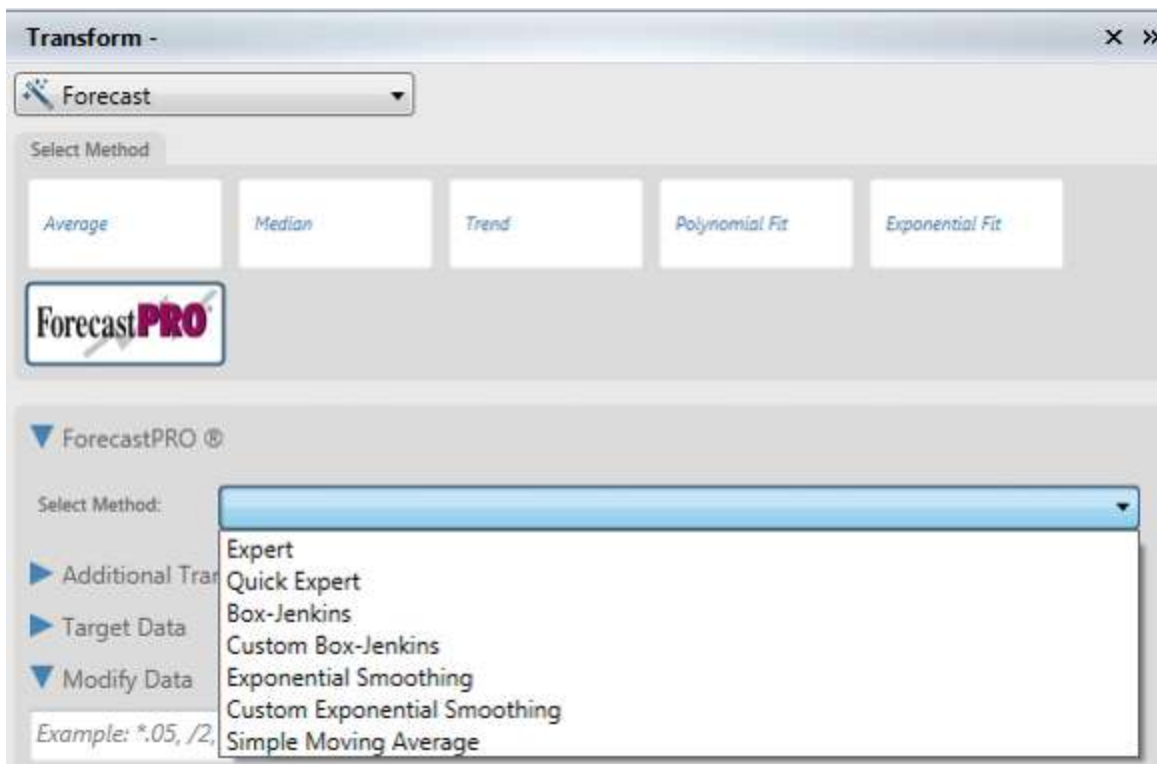 Transform -
Forecast
Select Method
Average Median Trend Polynomial Fit Exponential Fit
ForecastPRO
ForecastPRO ®
Select Method:
Expert
Additional Tran
Quick Expert
Box-Jenkins
Target Data
Custom Box-Jenkins
Modify Data
Exponential Smoothing
Custom Exponential Smoothing
Example: *.05, /2,
Simple Moving Average